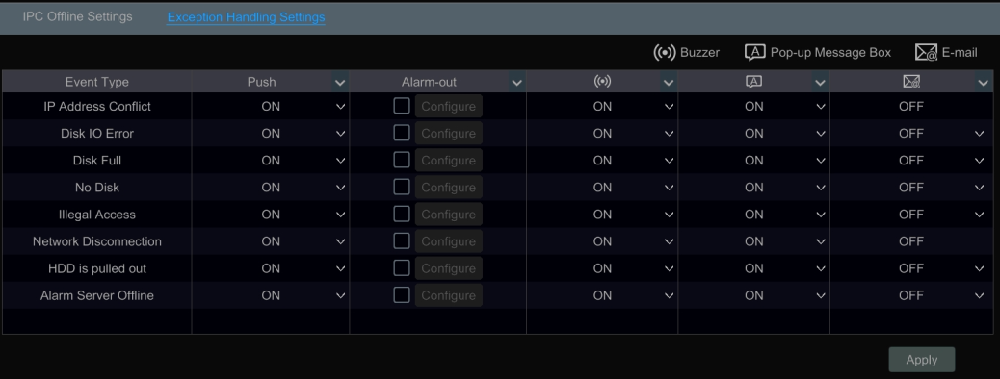 IPC Offline Settings Exception Handling Settings
Buzzer Pop-up Message Box E-mail
Event Type Push Alarm-out
IP Address Conflict ON Configure ON ON OFF
Disk IO Error ON Configure ON ON OFF
Disk Full ON Configure ON ON OFF
No Disk ON Configure ON ON OFF
Illegal Access ON Configure ON ON OFF
Network Disconnection ON Configure ON ON OFF
HDD is pulled out ON Configure ON ON OFF
Alarm Server Offline ON Configure ON ON OFF
Apply